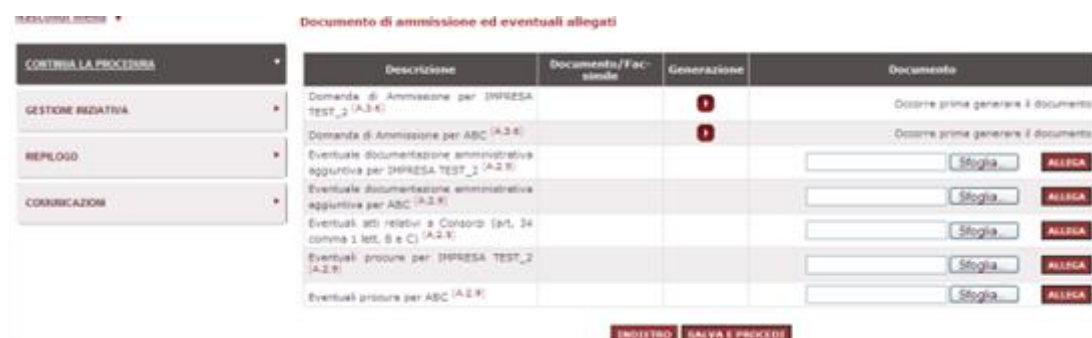 Nascondi Menu
Documento di ammissione ed eventuali allegati
CONTINUA LA PROCEDURA
GESTIONE INIZIATIVA
RIEPILOGO
COMUNICAZIONI
Descrizione Documento/Fac-simile Generazione Documento
Domanda di Ammissione per IMPRESA
TEST_2 (A.3.6) Occorre prima generare il documento
Domanda di Ammissione per ABC (A.3.6) Occorre prima generare il documento
Eventuale documentazione amministrativa
aggiuntiva per IMPRESA TEST_2 (A.2.9) Sfoglia... ALLEGA
Eventuale documentazione amministrativa
aggiuntiva per ABC (A.2.9) Sfoglia... ALLEGA
Eventuali atti relativi a Consorzi (art. 34
comma 1 lett. B e C) (A.2.9) Sfoglia... ALLEGA
Eventuali procure per IMPRESA TEST_2
(A.2.9) Sfoglia... ALLEGA
Eventuali procure per ABC (A.2.9) Sfoglia... ALLEGA
INDIETRO SALVA E PROCEDI